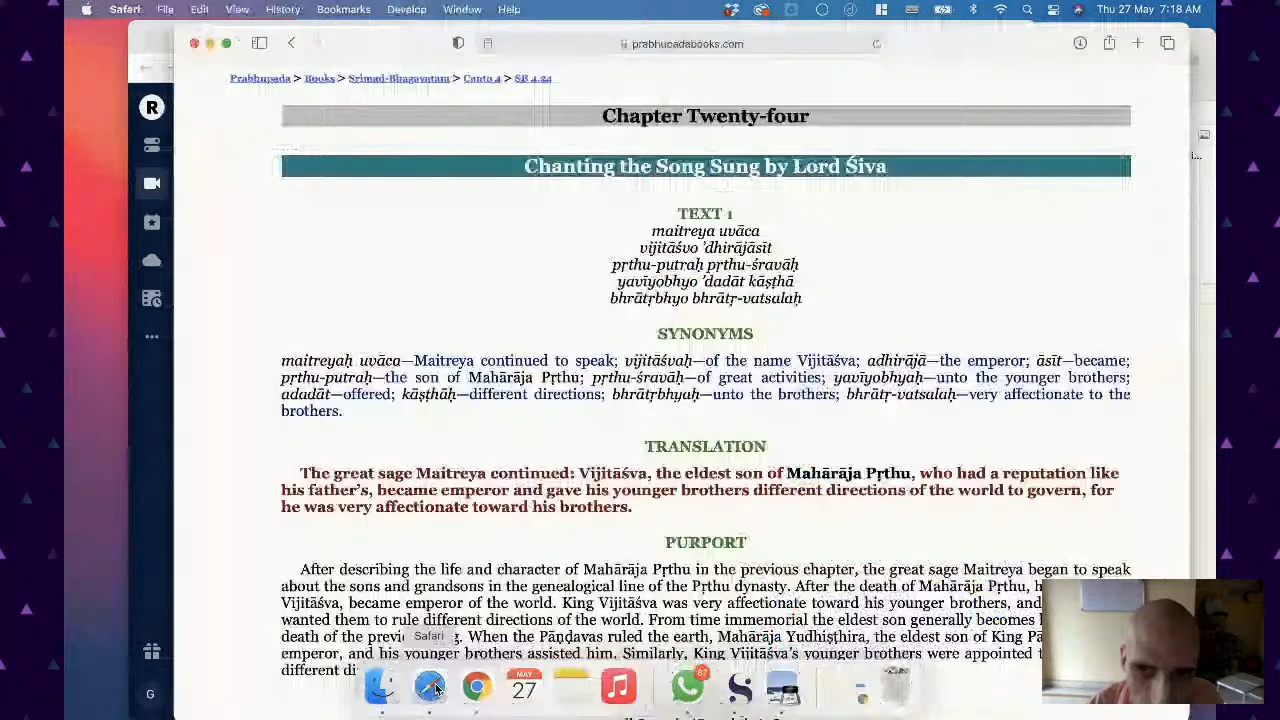 Safari File Edit View History Bookmarks Develop Window Help Thu 27 May 7:18 AM
prabhupadabooks.com
Prabhupada > Books > Srimad-Bhagavatam > Canto 4 > SB 4.24
R
Chapter Twenty-four
Chanting the Song Sung by Lord Śiva
TEXT 1
maitreya uvāca
vijitāśvo 'dhirājāsīt
pṛthu-putraḥ pṛthu-śravāḥ
yavīyobhyo 'dadāt kāṣṭhā
bhrātṛbhyo bhrātṛ-vatsalaḥ
SYNONYMS
maitreyaḥ uvāca—Maitreya continued to speak; vijitāśvaḥ—of the name Vijitāśva; adhirājā—the emperor; āsīt—became;
pṛthu-putraḥ—the son of Mahārāja Pṛthu; pṛthu-śravāḥ—of great activities; yavīyobhyaḥ—unto the younger brothers;
adadāt—offered; kāṣṭhāḥ—different directions; bhrātṛbhyaḥ—unto the brothers; bhrātṛ-vatsalaḥ—very affectionate to the
brothers.
TRANSLATION
The great sage Maitreya continued: Vijitāśva, the eldest son of Mahārāja Pṛthu, who had a reputation like
his father's, became emperor and gave his younger brothers different directions of the world to govern, for
he was very affectionate toward his brothers.
PURPORT
After describing the life and character of Mahārāja Pṛthu in the previous chapter, the great sage Maitreya began to speak
about the sons and grandsons in the genealogical line of the Pṛthu dynasty. After the death of Mahārāja Pṛthu,
Vijitāśva, became emperor of the world. King Vijitāśva was very affectionate toward his younger brothers, and
wanted them to rule different directions of the world. From time immemorial the eldest son generally becomes
death of the When the Pāṇḍavas ruled the earth, Mahārāja Yudhiṣṭhira, the eldest son of King
Safari
emperor, and his younger brothers assisted him. Similarly, King Vijitāśva's younger brothers were appointed
different
MAY
27
67
G